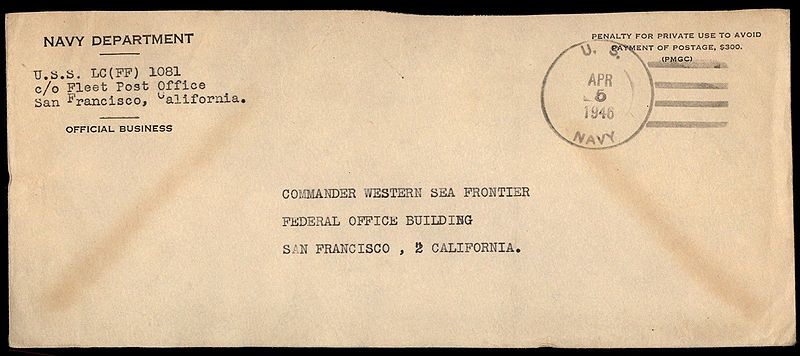 NAVY DEPARTMENT
U.S.S. LC(FF) 1081
c/o Fleet Post Office
San Francisco, California.
OFFICIAL BUSINESS
PENALTY FOR PRIVATE USE TO AVOID
PAYMENT OF POSTAGE, $300.
(PMGC)
U. S.
APR
5
1946
NAVY
COMMANDER WESTERN SEA FRONTIER
FEDERAL OFFICE BUILDING
SAN FRANCISCO , 2 CALIFORNIA.